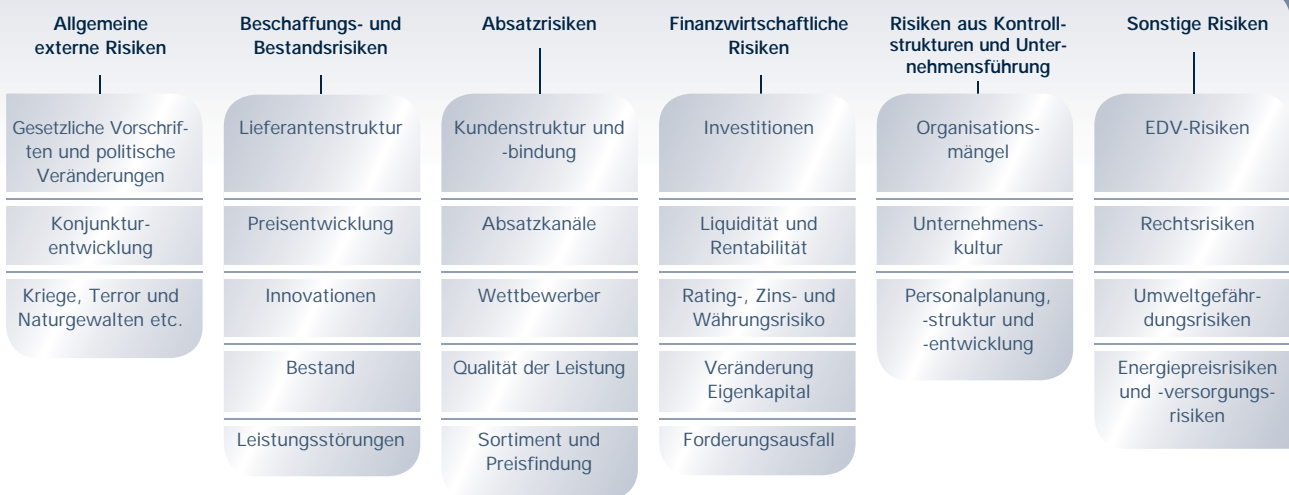 Allgemeine
externe Risiken
Gesetzliche Vorschrif-
ten und politische
Veränderungen
Konjunktur-
entwicklung
Kriege, Terror und
Naturgewalten etc.
Beschaffungs- und
Bestandsrisiken
Lieferantenstruktur
Preisentwicklung
Innovationen
Bestand
Leistungsstörungen
Absatzrisiken
Kundenstruktur und
-bindung
Absatzkanäle
Wettbewerber
Qualität der Leistung
Sortiment und
Preisfindung
Finanzwirtschaftliche
Risiken
Investitionen
Liquidität und
Rentabilität
Rating-, Zins- und
Währungsrisiko
Veränderung
Eigenkapital
Forderungsausfall
Risiken aus Kontroll-
strukturen und Unter-
nehmensführung
Organisations-
mängel
Unternehmens-
kultur
Personalplanung,
-struktur und
-entwicklung
Sonstige Risiken
EDV-Risiken
Rechtsrisiken
Umweltgefähr-
dungsrisiken
Energiepreisrisiken
und -versorgungs-
risiken